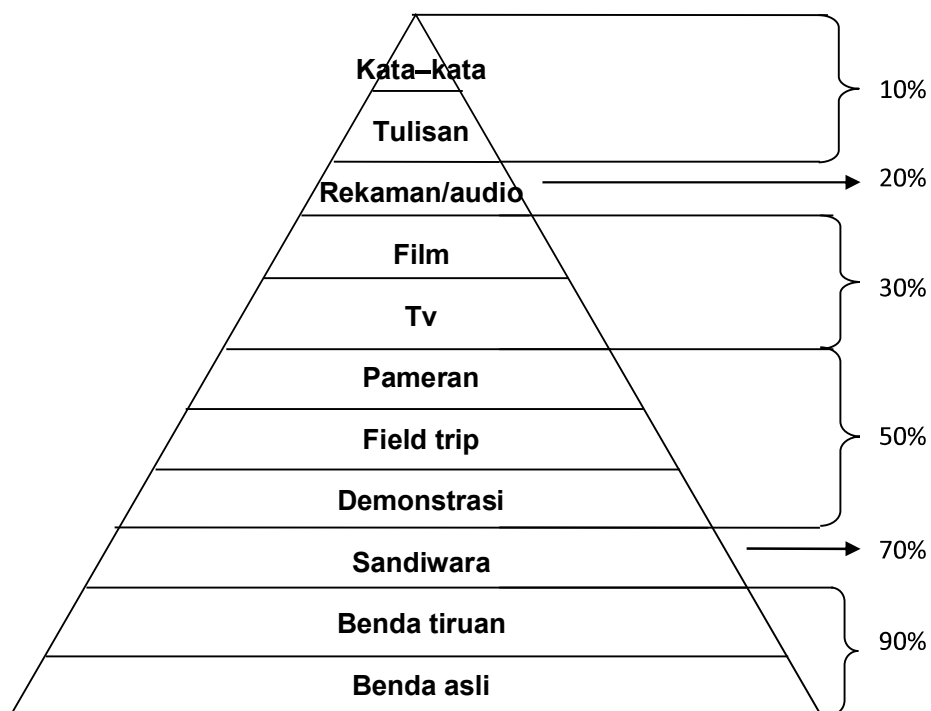 Kata–kata
10%
Tulisan
Rekaman/audio
20%
Film
30%
Tv
Pameran
Field trip
50%
Demonstrasi
Sandiwara
70%
Benda tiruan
90%
Benda asli